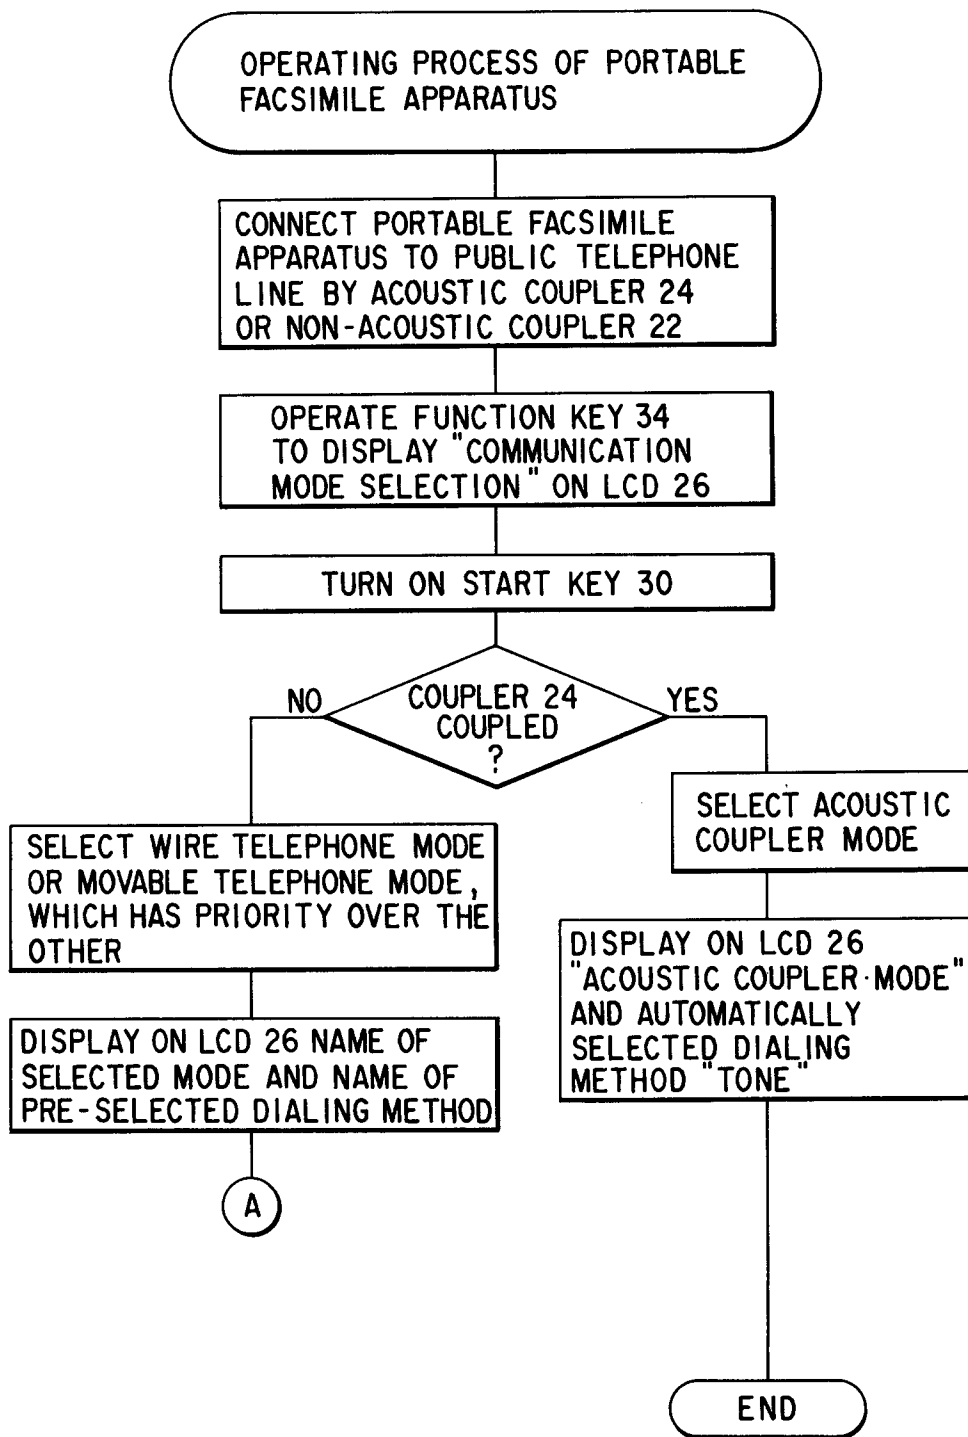 OPERATING PROCESS OF PORTABLE
FACSIMILE APPARATUS
CONNECT PORTABLE FACSIMILE
APPARATUS TO PUBLIC TELEPHONE
LINE BY ACOUSTIC COUPLER 24
OR NON-ACOUSTIC COUPLER 22
OPERATE FUNCTION KEY 34
TO DISPLAY "COMMUNICATION
MODE SELECTION" ON LCD 26
TURN ON START KEY 30
COUPLER 24
COUPLED
?
NO
YES
SELECT WIRE TELEPHONE MODE
OR MOVABLE TELEPHONE MODE,
WHICH HAS PRIORITY OVER THE
OTHER
DISPLAY ON LCD 26 NAME OF
SELECTED MODE AND NAME OF
PRE-SELECTED DIALING METHOD
A
SELECT ACOUSTIC
COUPLER MODE
DISPLAY ON LCD 26
"ACOUSTIC COUPLER·MODE"
AND AUTOMATICALLY
SELECTED DIALING
METHOD "TONE"
END